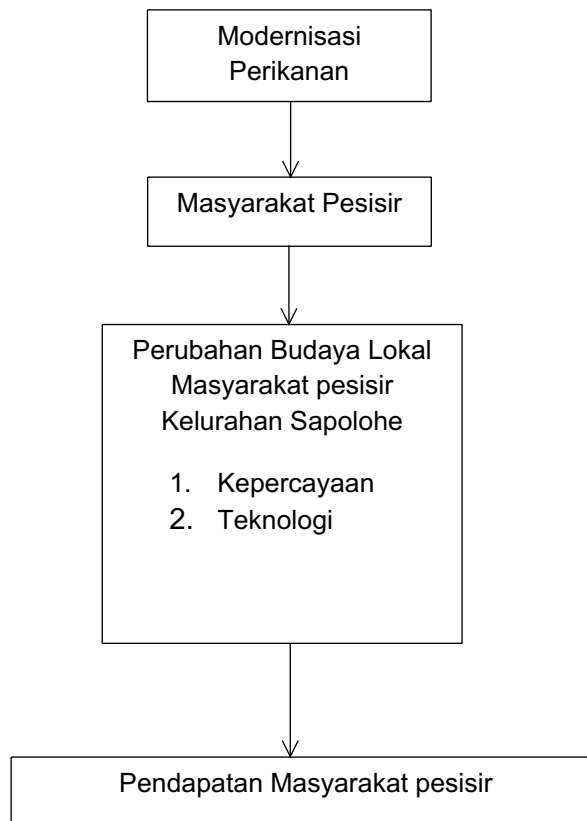 Modernisasi
Perikanan
Masyarakat Pesisir
Perubahan Budaya Lokal
Masyarakat pesisir
Kelurahan Sapolohe
1. Kepercayaan
2. Teknologi
Pendapatan Masyarakat pesisir